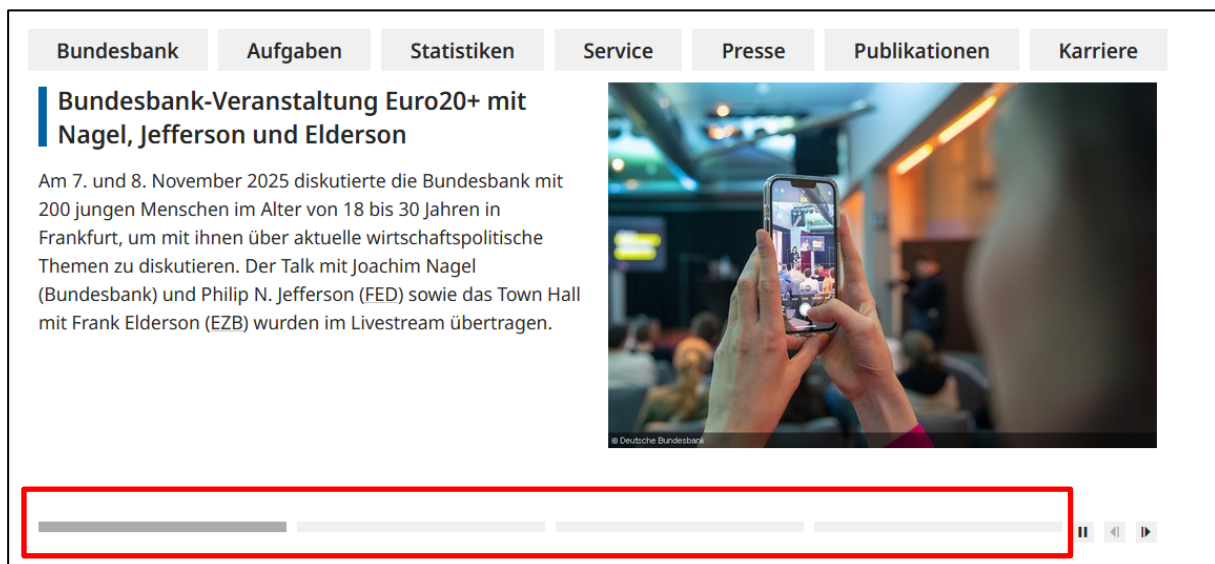 Bundesbank Aufgaben Statistiken Service Presse Publikationen Karriere
Bundesbank-Veranstaltung Euro20+ mit
Nagel, Jefferson und Elderson
Am 7. und 8. November 2025 diskutierte die Bundesbank mit
200 jungen Menschen im Alter von 18 bis 30 Jahren in
Frankfurt, um mit ihnen über aktuelle wirtschaftspolitische
Themen zu diskutieren. Der Talk mit Joachim Nagel
(Bundesbank) und Philip N. Jefferson (FED) sowie das Town Hall
mit Frank Elderson (EZB) wurden im Livestream übertragen.
© Deutsche Bundesbank